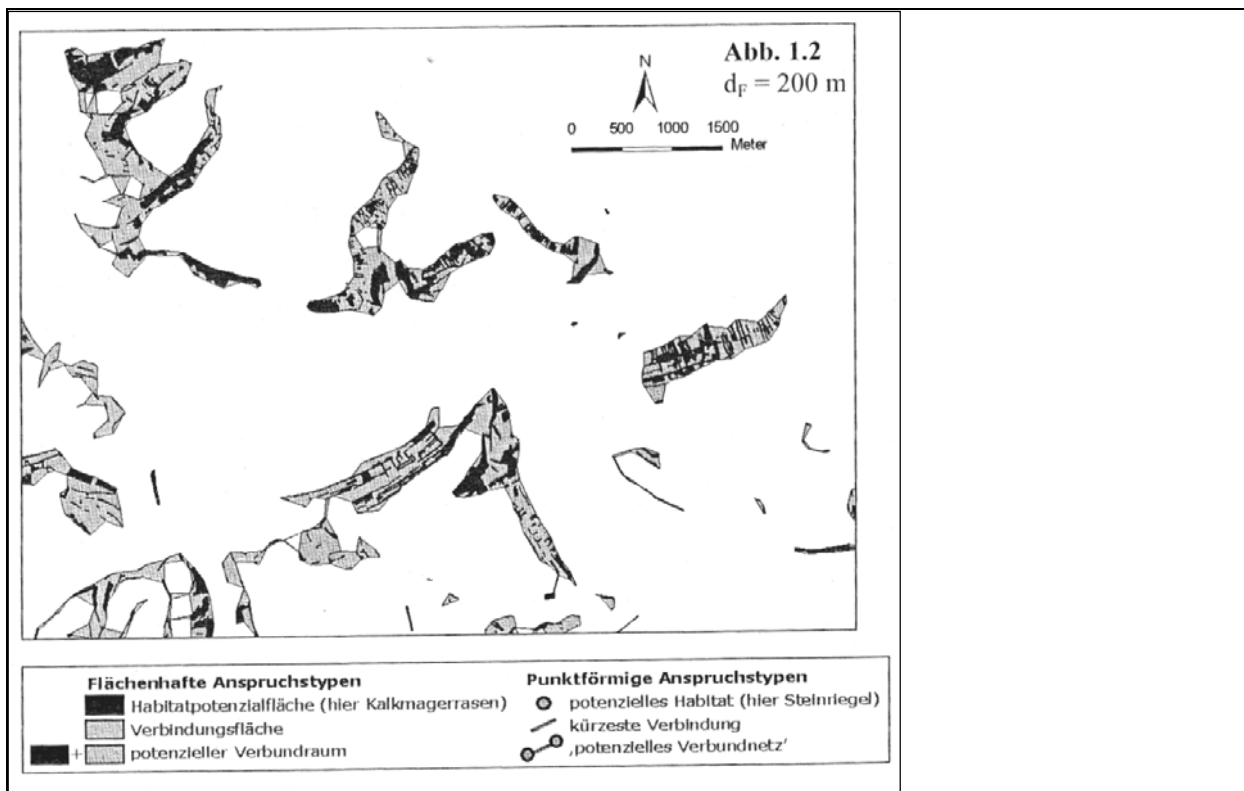 Abb. 1.2
d_F = 200 m
N
0 500 1000 1500
Meter
Flächenhafte Anspruchstypen
Habitatpotenzialfläche (hier Kalkmagerrasen)
Verbindungsfläche
+ potenzieller Verbundraum
Punktförmige Anspruchstypen
potenzielles Habitat (hier Steinriegel)
kürzeste Verbindung
‚potenzielles Verbundnetz'